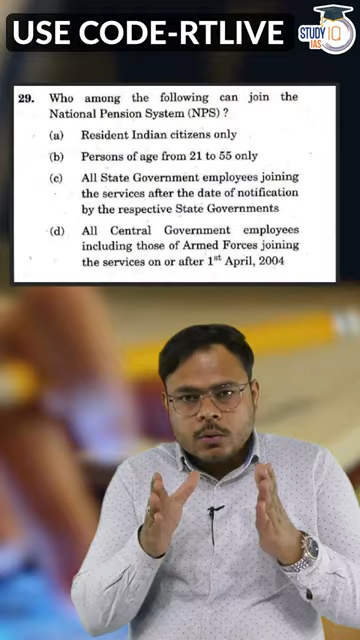 USE CODE-RTLIVE
STUDY IQ
IAS
29. Who among the following can join the
National Pension System (NPS) ?
(a) Resident Indian citizens only
(b) Persons of age from 21 to 55 only
(c) All State Government employees joining
the services after the date of notification
by the respective State Governments
(d) All Central Government employees
including those of Armed Forces joining
the services on or after 1st April, 2004